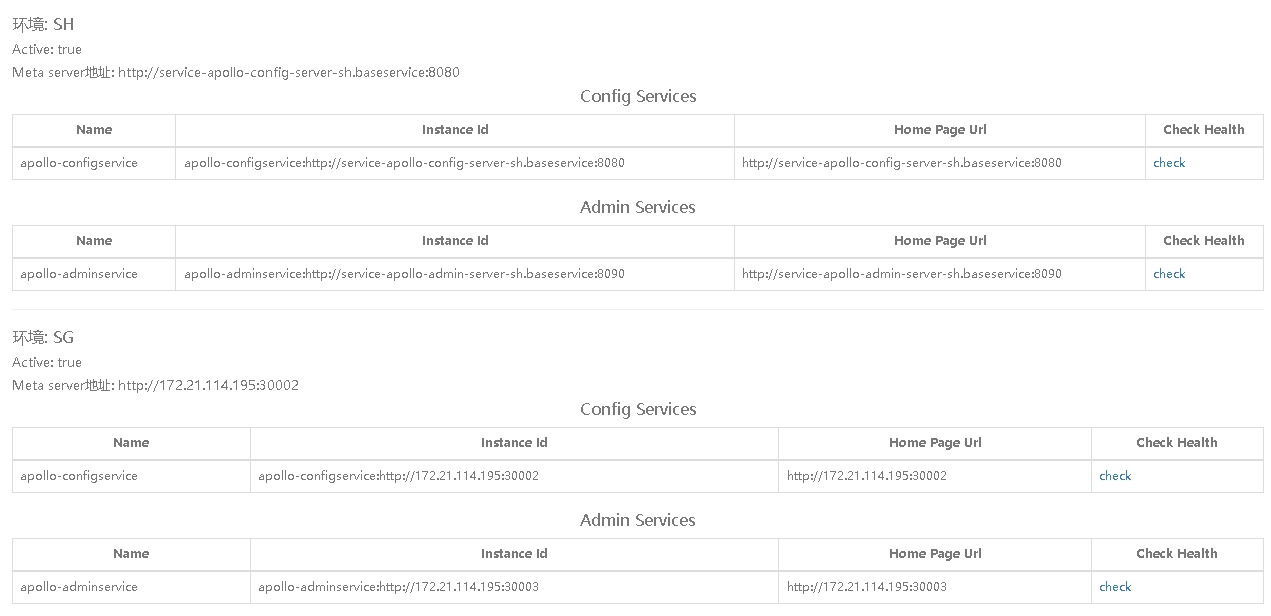 环境: SH
Active: true
Meta server地址: http://service-apollo-config-server-sh.baseservice:8080
Config Services
Name Instance Id Home Page Url Check Health
apollo-configservice apollo-configservice:http://service-apollo-config-server-sh.baseservice:8080 http://service-apollo-config-server-sh.baseservice:8080 check
Admin Services
Name Instance Id Home Page Url Check Health
apollo-adminservice apollo-adminservice:http://service-apollo-admin-server-sh.baseservice:8090 http://service-apollo-admin-server-sh.baseservice:8090 check
环境: SG
Active: true
Meta server地址: http://172.21.114.195:30002
Config Services
Name Instance Id Home Page Url Check Health
apollo-configservice apollo-configservice:http://172.21.114.195:30002 http://172.21.114.195:30002 check
Admin Services
Name Instance Id Home Page Url Check Health
apollo-adminservice apollo-adminservice:http://172.21.114.195:30003 http://172.21.114.195:30003 check